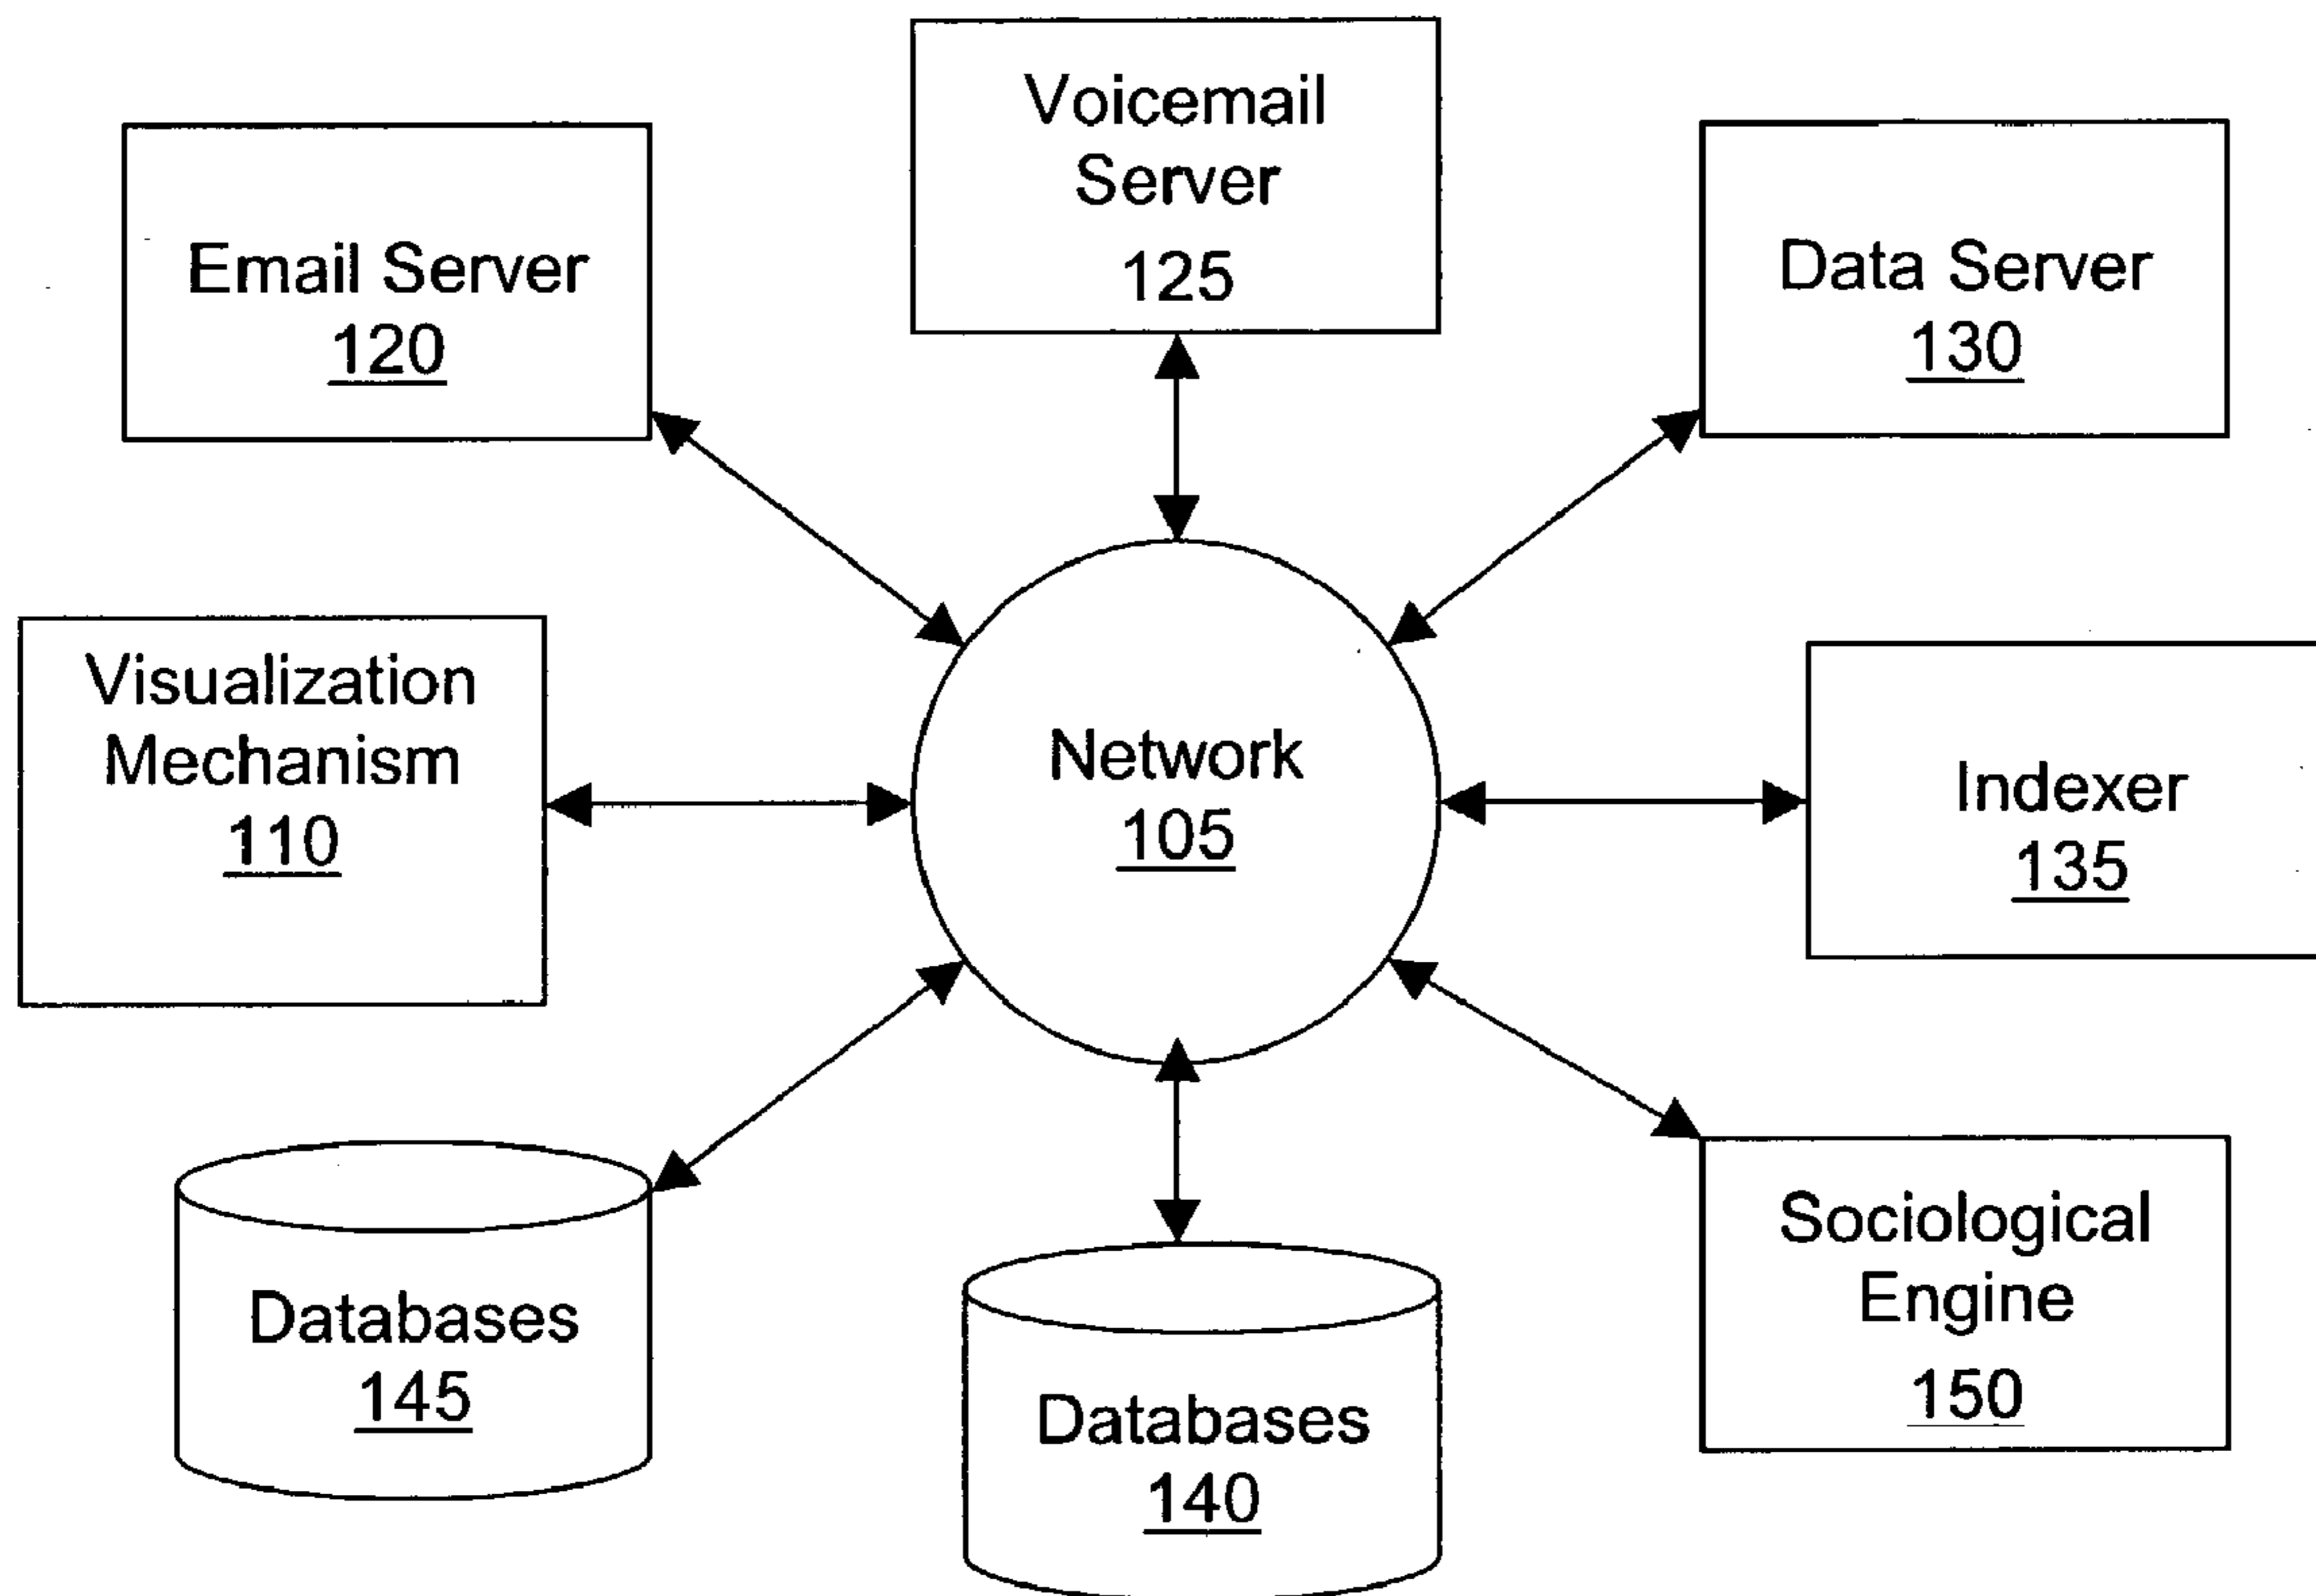 Voicemail
Server
125
Email Server
120
Data Server
130
Visualization
Mechanism
110
Network
105
Indexer
135
Sociological
Engine
150
Databases
145
Databases
140